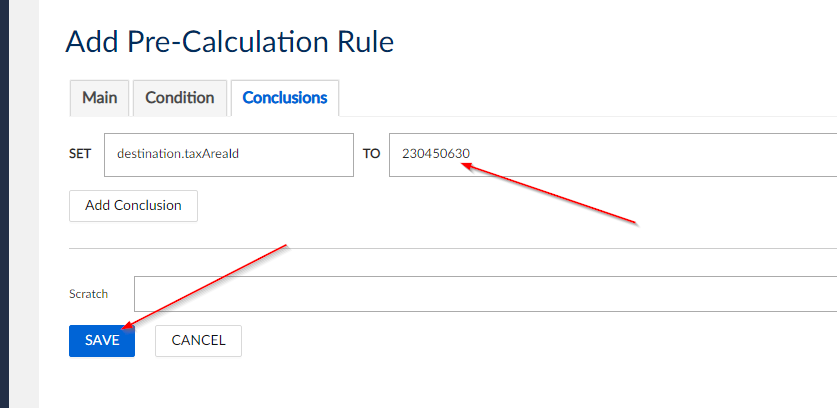 Add Pre-Calculation Rule
Main Condition Conclusions
SET destination.taxAreaId TO 230450630
Add Conclusion
Scratch
SAVE CANCEL